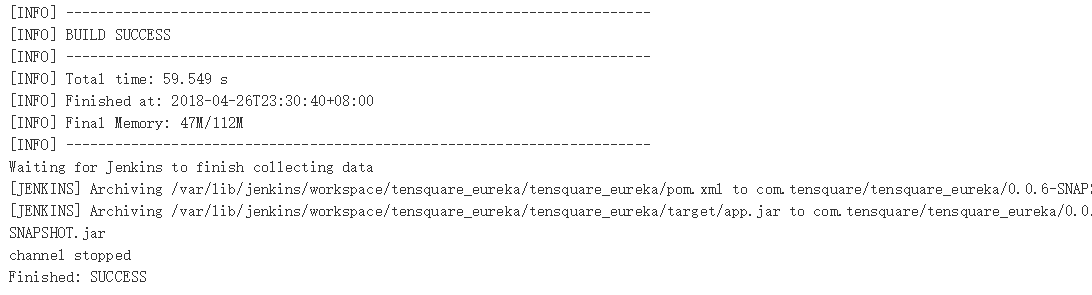 [INFO] ------------------------------------------------------------------------
[INFO] BUILD SUCCESS
[INFO] ------------------------------------------------------------------------
[INFO] Total time: 59.549 s
[INFO] Finished at: 2018-04-26T23:30:40+08:00
[INFO] Final Memory: 47M/112M
[INFO] ------------------------------------------------------------------------
Waiting for Jenkins to finish collecting data
[JENKINS] Archiving /var/lib/jenkins/workspace/tensquare_eureka/tensquare_eureka/pom.xml to com.tensquare/tensquare_eureka/0.0.6-SNAPS
[JENKINS] Archiving /var/lib/jenkins/workspace/tensquare_eureka/tensquare_eureka/target/app.jar to com.tensquare/tensquare_eureka/0.0.
SNAPSHOT.jar
channel stopped
Finished: SUCCESS